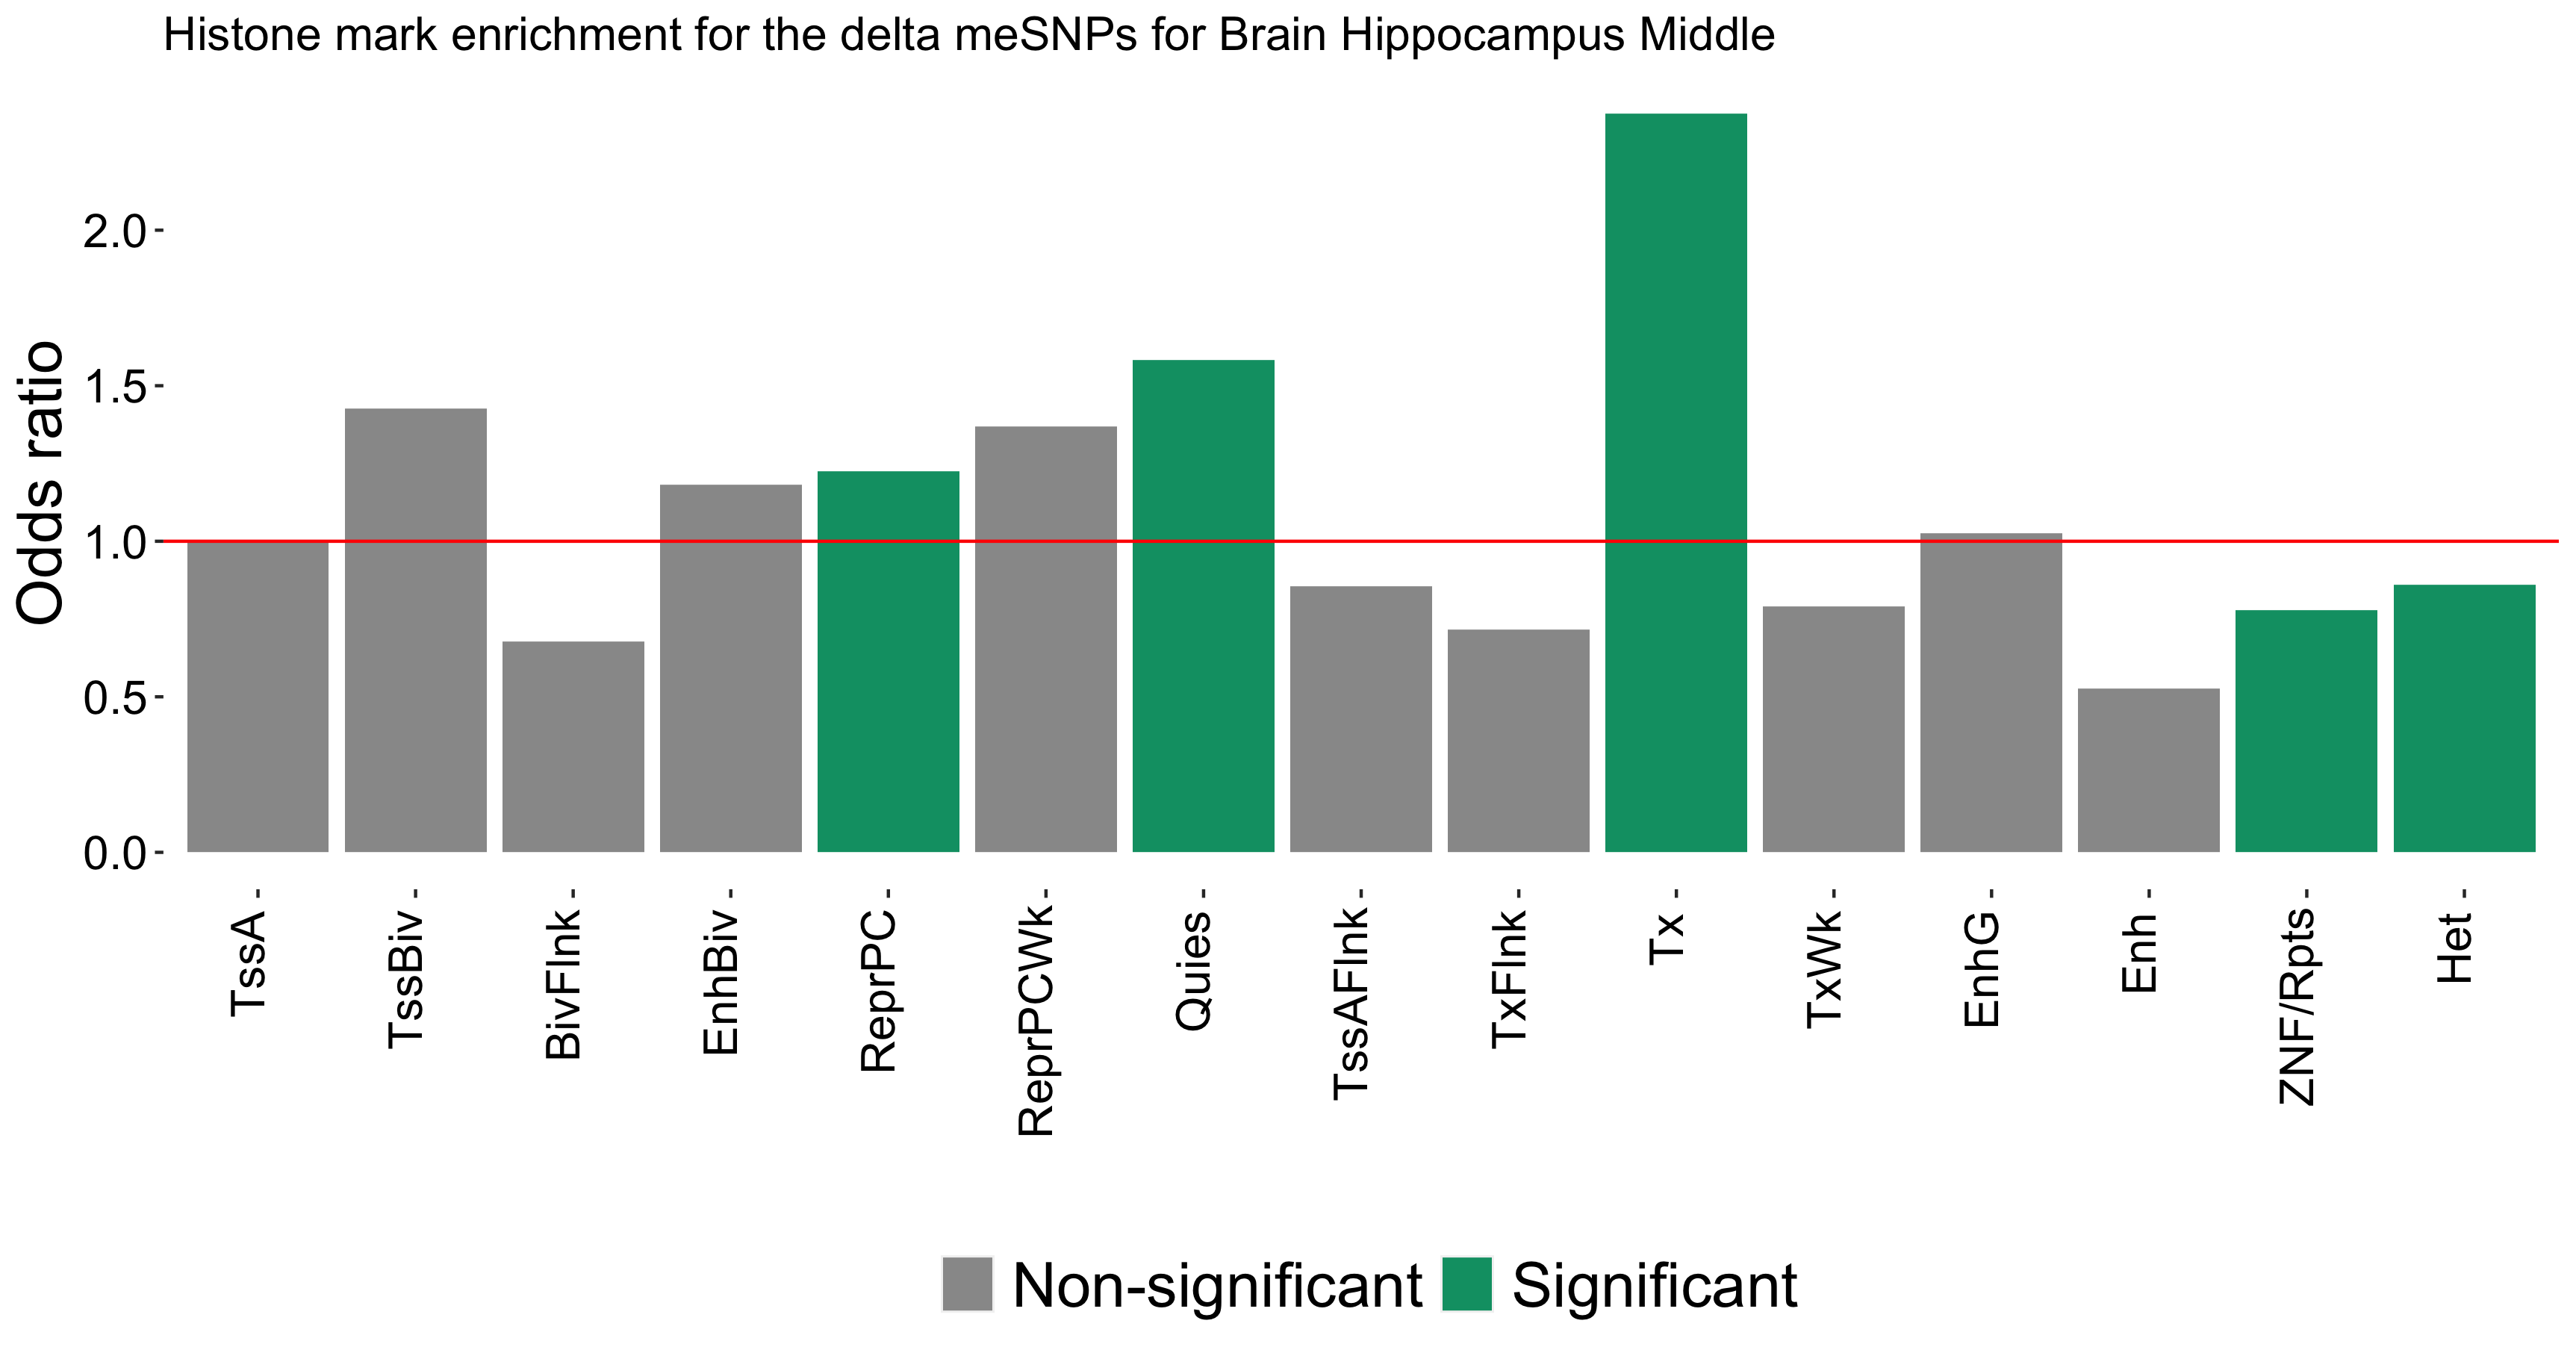 Histone mark enrichment for the delta meSNPs for Brain Hippocampus Middle
Odds ratio
2.0
1.5
1.0
0.5
0.0
TssA
TssBiv
BivFlnk
EnhBiv
ReprPC
ReprPCWk
Quies
TssAFlnk
TxFlnk
Tx
TxWk
EnhG
Enh
ZNF/Rpts
Het
Non-significant
Significant